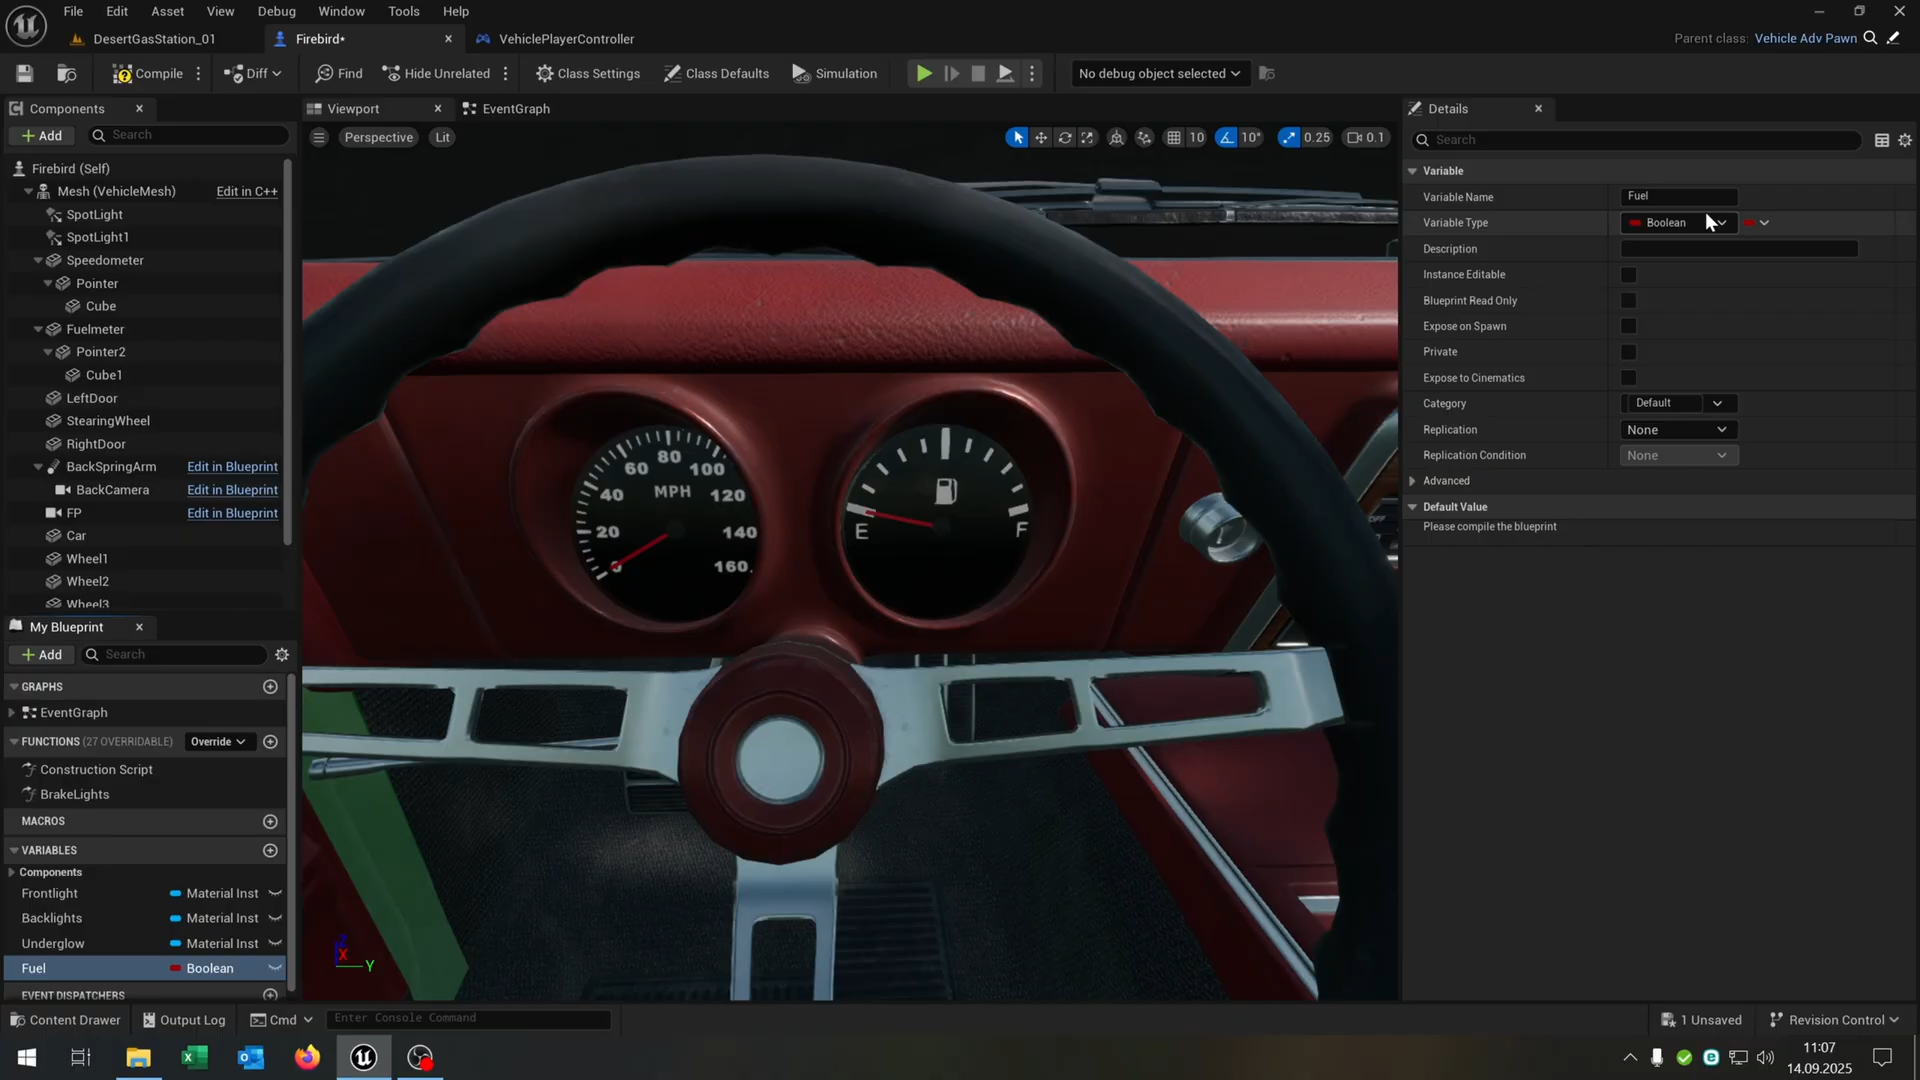 File Edit Asset View Debug Window Tools Help
DesertGasStation_01
Firebird*
VehiclePlayerController
Parent class: Vehicle Adv Pawn
Compile
Diff
Find
Hide Unrelated
Class Settings
Class Defaults
Simulation
No debug object selected
Components
Add
Search
Firebird (Self)
Mesh (VehicleMesh) Edit in C++
SpotLight
SpotLight1
Speedometer
Pointer
Cube
Fuelmeter
Pointer2
Cube1
LeftDoor
StearingWheel
RightDoor
BackSpringArm Edit in Blueprint
BackCamera Edit in Blueprint
FP Edit in Blueprint
Car
Wheel1
Wheel2
Wheel3
My Blueprint
Add
Search
GRAPHS
EventGraph
FUNCTIONS (27 OVERRIDABLE) Override
Construction Script
BrakeLights
MACROS
VARIABLES
Components
Frontlight Material Inst
Backlights Material Inst
Underglow Material Inst
Fuel Boolean
EVENT DISPATCHERS
Viewport
EventGraph
Perspective
Lit
10
10°
0.25
0.1
80
60 100
40 MPH 120
20 140
0 160
E F
OFF
Z
X
Y
Details
Search
Variable
Variable Name Fuel
Variable Type Boolean
Description
Instance Editable
Blueprint Read Only
Expose on Spawn
Private
Expose to Cinematics
Category Default
Replication None
Replication Condition None
Advanced
Default Value
Please compile the blueprint
Content Drawer
Output Log
Cmd
Enter Console Command
1 Unsaved
Revision Control
11:07
14.09.2025